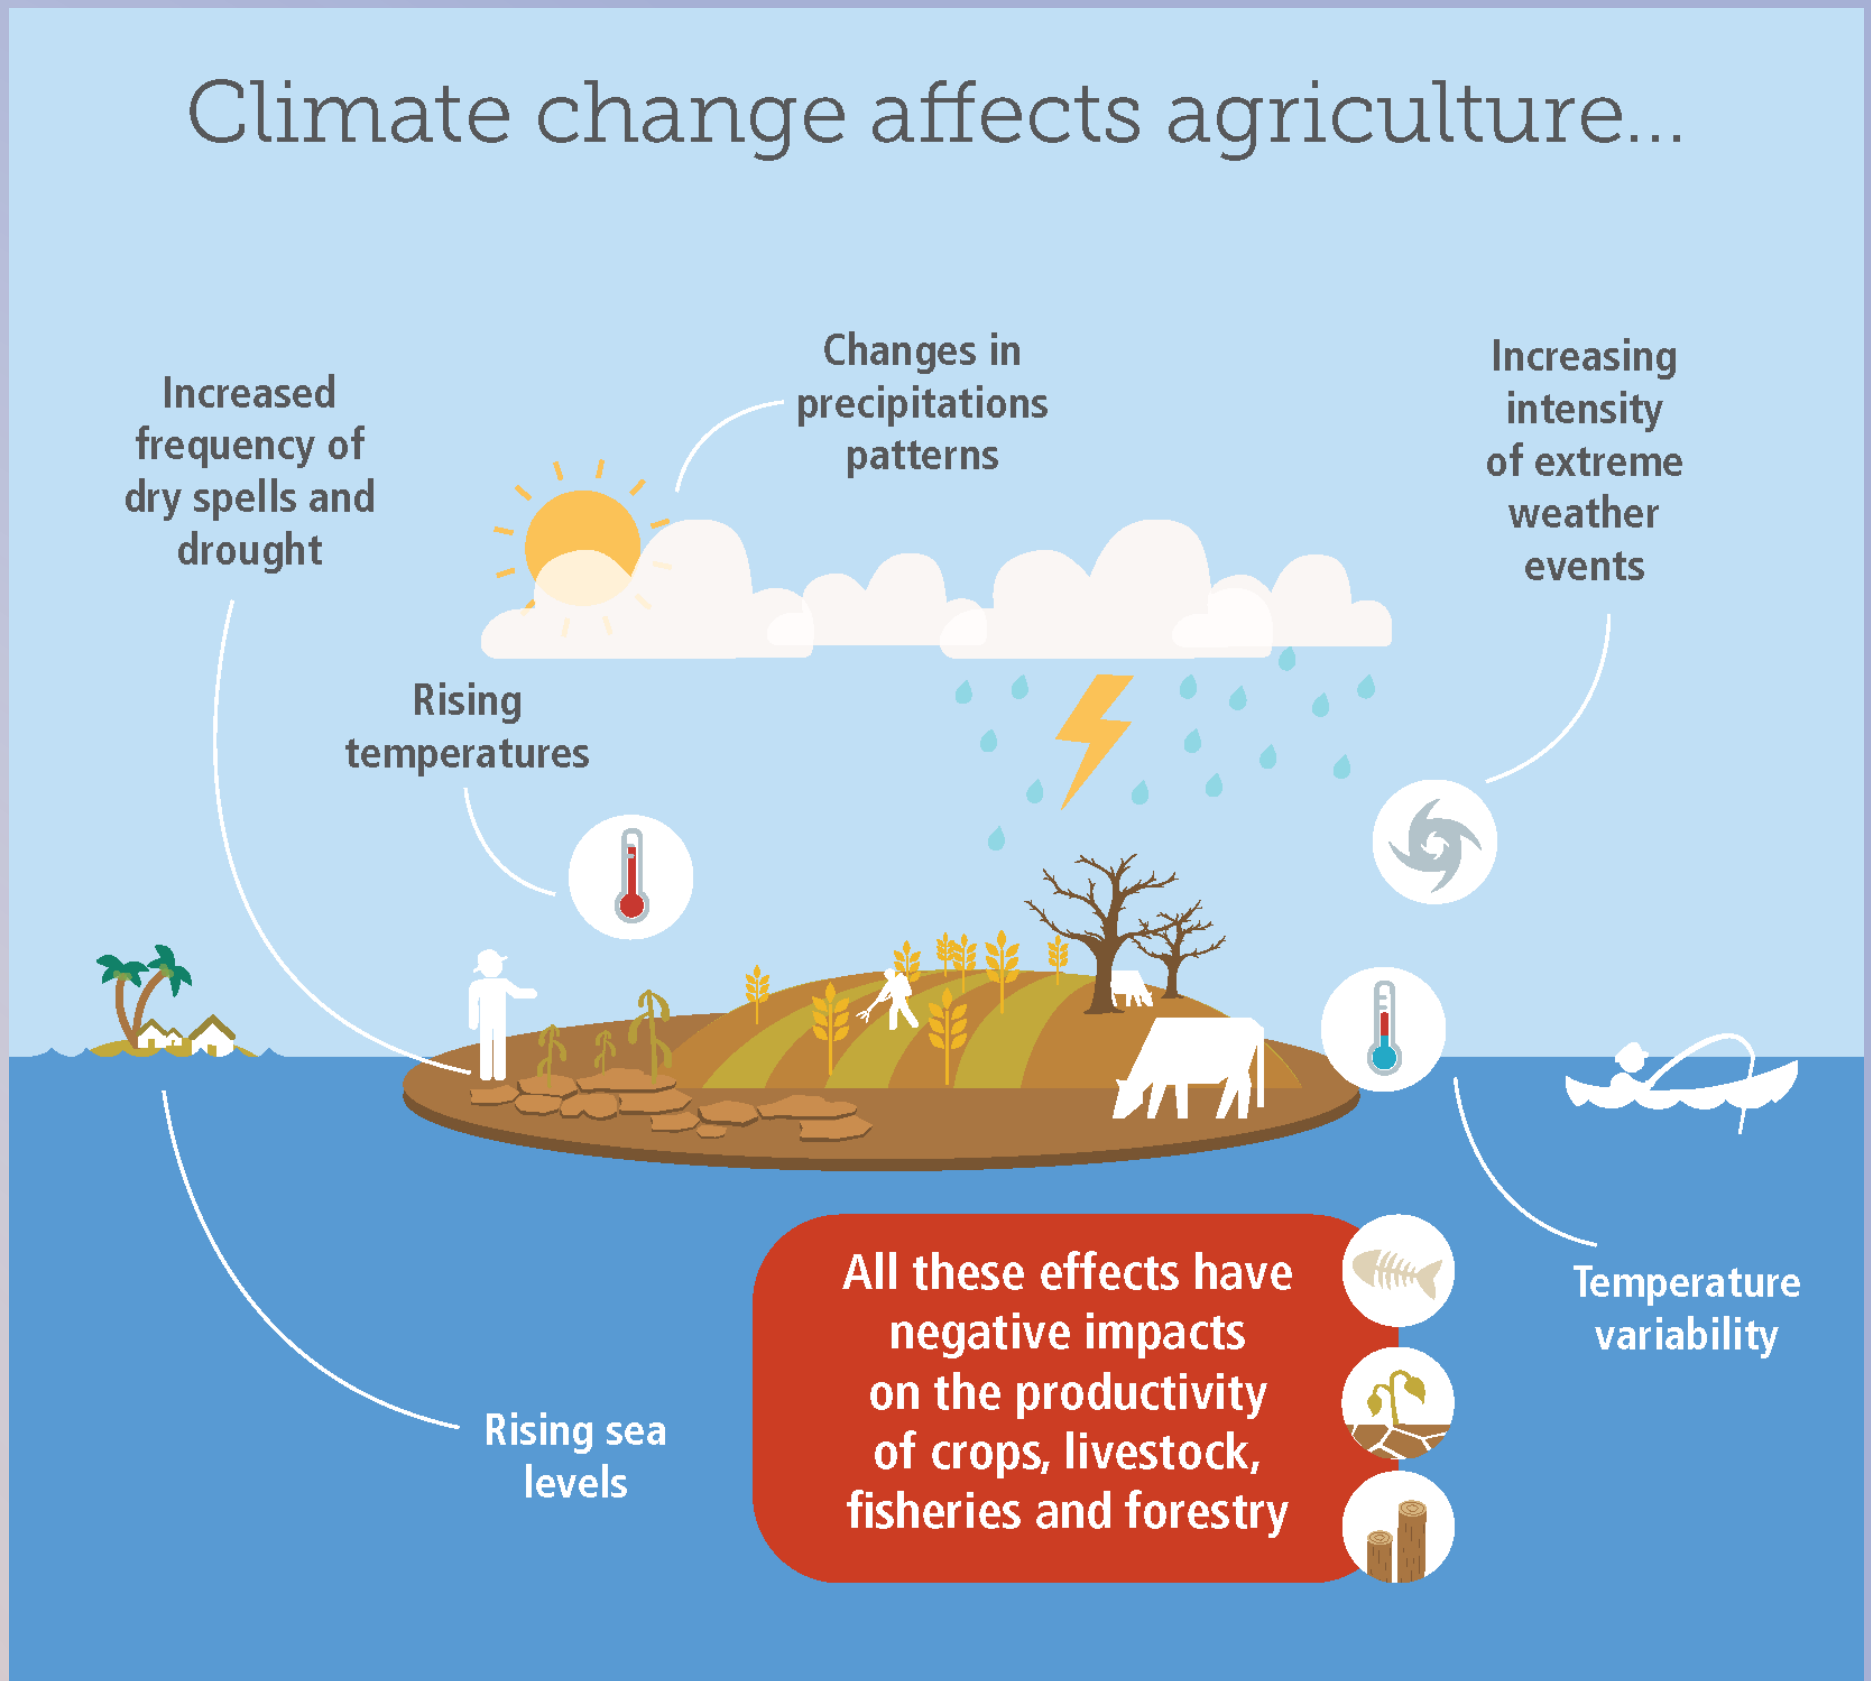 Climate change affects agriculture...
Increased
frequency of
dry spells and
drought
Changes in
precipitations
patterns
Increasing
intensity
of extreme
weather
events
Rising
temperatures
All these effects have
negative impacts
on the productivity
of crops, livestock,
fisheries and forestry
Temperature
variability
Rising sea
levels